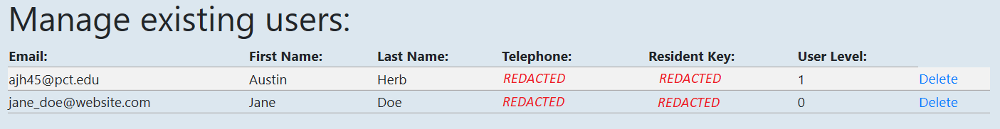 Manage existing users:
Email: First Name: Last Name: Telephone: Resident Key: User Level:
ajh45@pct.edu Austin Herb REDACTED REDACTED 1 Delete
jane_doe@website.com Jane Doe REDACTED REDACTED 0 Delete